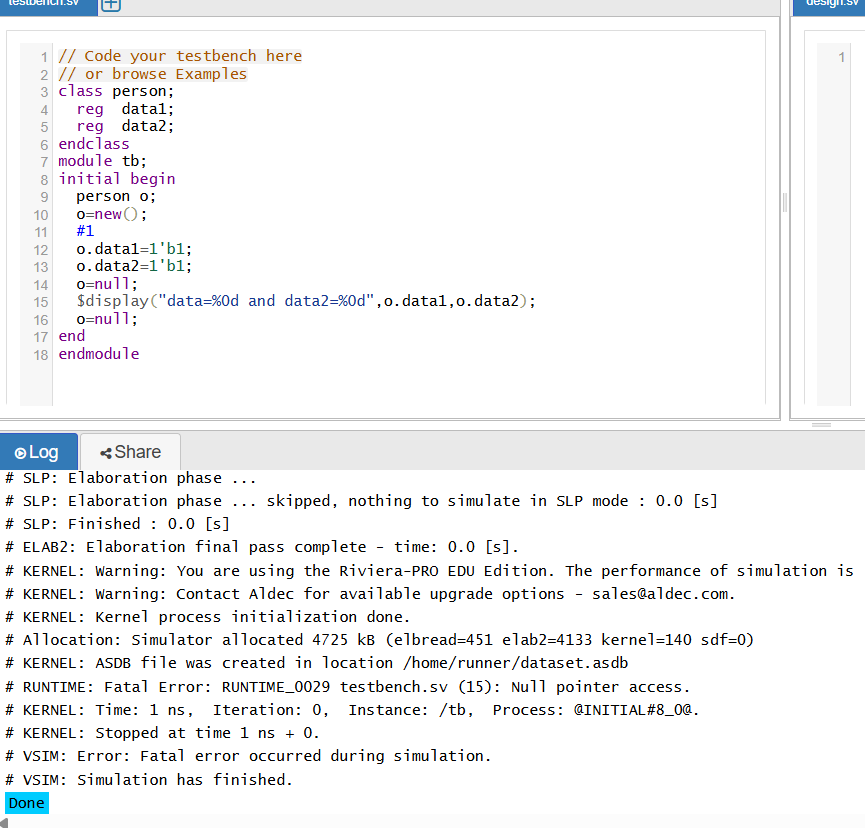 testbench.sv
design.sv
1 // Code your testbench here
2 // or browse Examples
3 class person;
4 reg  data1;
5 reg  data2;
6 endclass
7 module tb;
8 initial begin
9 person o;
10 o=new();
11 #1
12 o.data1=1'b1;
13 o.data2=1'b1;
14 o=null;
15 $display("data=%0d and data2=%0d",o.data1,o.data2);
16 o=null;
17 end
18 endmodule
1
Log
Share
# SLP: Elaboration phase ...
# SLP: Elaboration phase ... skipped, nothing to simulate in SLP mode : 0.0 [s]
# SLP: Finished : 0.0 [s]
# ELAB2: Elaboration final pass complete - time: 0.0 [s].
# KERNEL: Warning: You are using the Riviera-PRO EDU Edition. The performance of simulation is
# KERNEL: Warning: Contact Aldec for available upgrade options - sales@aldec.com.
# KERNEL: Kernel process initialization done.
# Allocation: Simulator allocated 4725 kB (elbread=451 elab2=4133 kernel=140 sdf=0)
# KERNEL: ASDB file was created in location /home/runner/dataset.asdb
# RUNTIME: Fatal Error: RUNTIME_0029 testbench.sv (15): Null pointer access.
# KERNEL: Time: 1 ns,  Iteration: 0,  Instance: /tb,  Process: @INITIAL#8_0@.
# KERNEL: Stopped at time 1 ns + 0.
# VSIM: Error: Fatal error occurred during simulation.
# VSIM: Simulation has finished.
Done